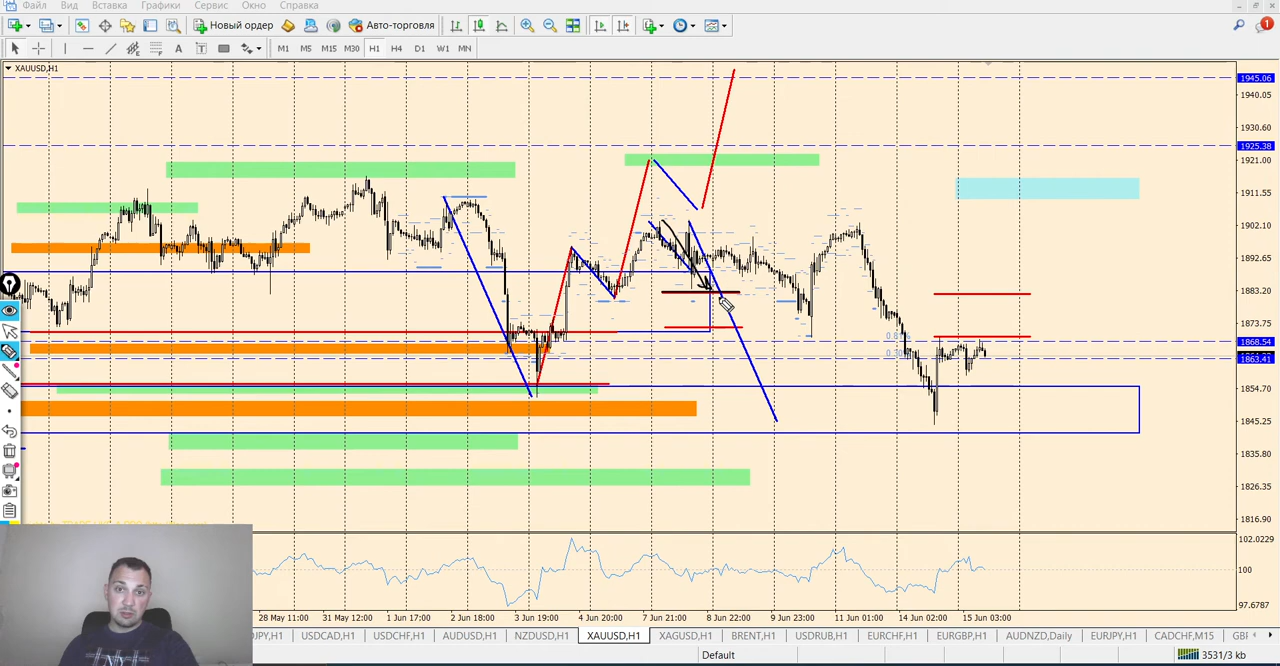 Файл Вид Вставка Графики Сервис Окно Справка
Новый ордер Авто-торговля 1
A T M1 M5 M15 M30 H1 H4 D1 W1 MN
XAUUSD,H1
1945.06
1940.05
1930.60
1925.38
1921.00
1911.55
1902.10
1892.65
1883.20
1873.75
1868.54
1863.41
1854.70
1845.25
1835.80
1826.35
1816.90
102.0229
100
97.6787
28 May 11:00 31 May 12:00 1 Jun 17:00 2 Jun 18:00 3 Jun 19:00 4 Jun 20:00 7 Jun 21:00 8 Jun 22:00 9 Jun 23:00 11 Jun 01:00 14 Jun 02:00 15 Jun 03:00
JPY,H1 USDCAD,H1 USDCHF,H1 AUDUSD,H1 NZDUSD,H1 XAUUSD,H1 XAGUSD,H1 BRENT,H1 USDRUB,H1 EURCHF,H1 EURGBP,H1 AUDNZD,Daily EURJPY,H1 CADCHF,M15
Default 3531/3 kb